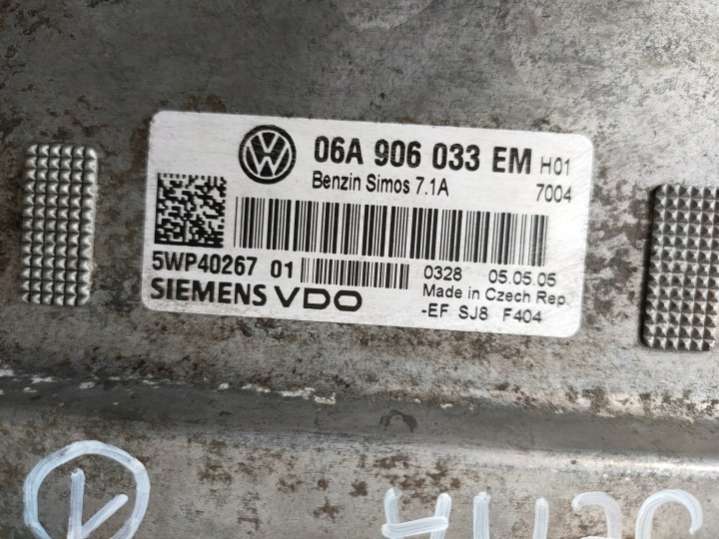 06A 906 033 EM H01
Benzin Simos 7.1A 7004
5WP40267 01
0328 05.05.05
SIEMENS VDO
Made in Czech Rep.
-EF SJ8 F404